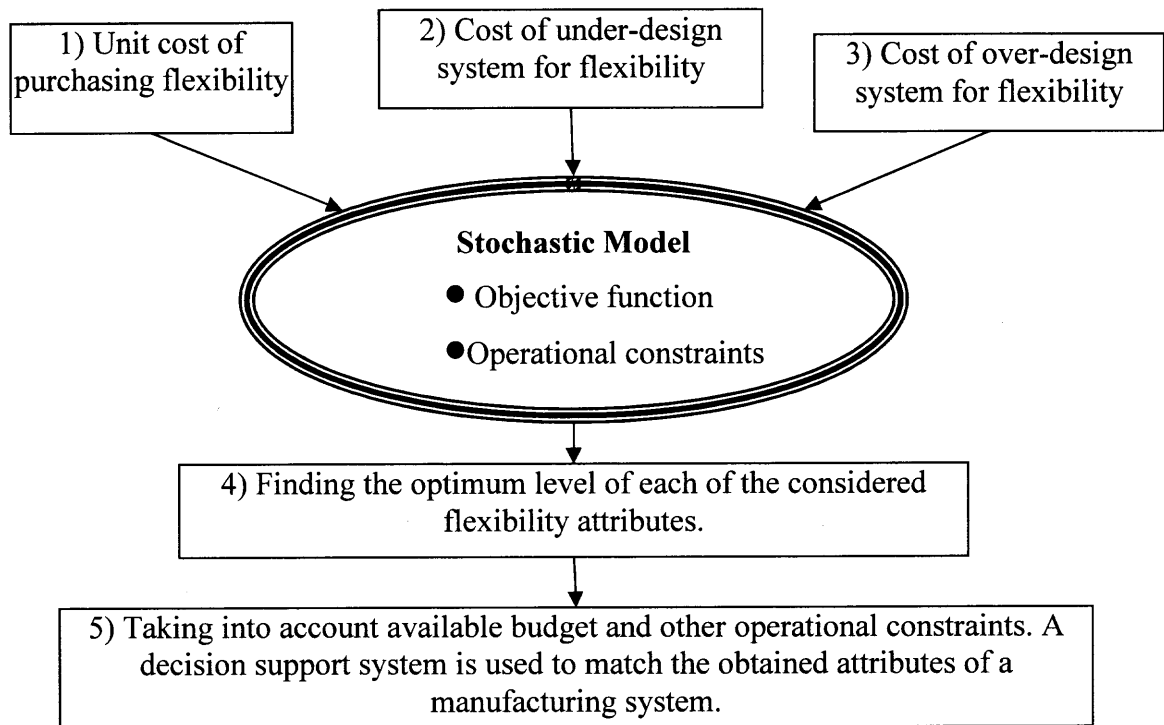 1) Unit cost of
purchasing flexibility
2) Cost of under-design
system for flexibility
3) Cost of over-design
system for flexibility
Stochastic Model
● Objective function
●Operational constraints
4) Finding the optimum level of each of the considered
flexibility attributes.
5) Taking into account available budget and other operational constraints. A
decision support system is used to match the obtained attributes of a
manufacturing system.